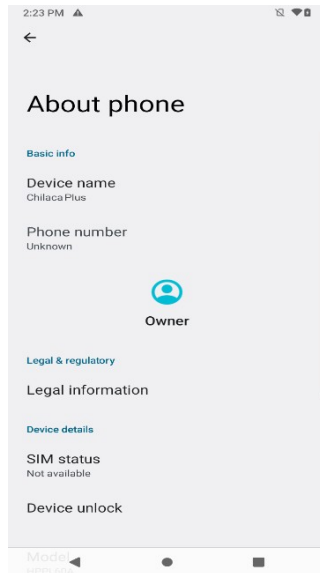 2:23 PM
About phone
Basic info
Device name
Chilaca Plus
Phone number
Unknown
Owner
Legal & regulatory
Legal information
Device details
SIM status
Not available
Device unlock
Model